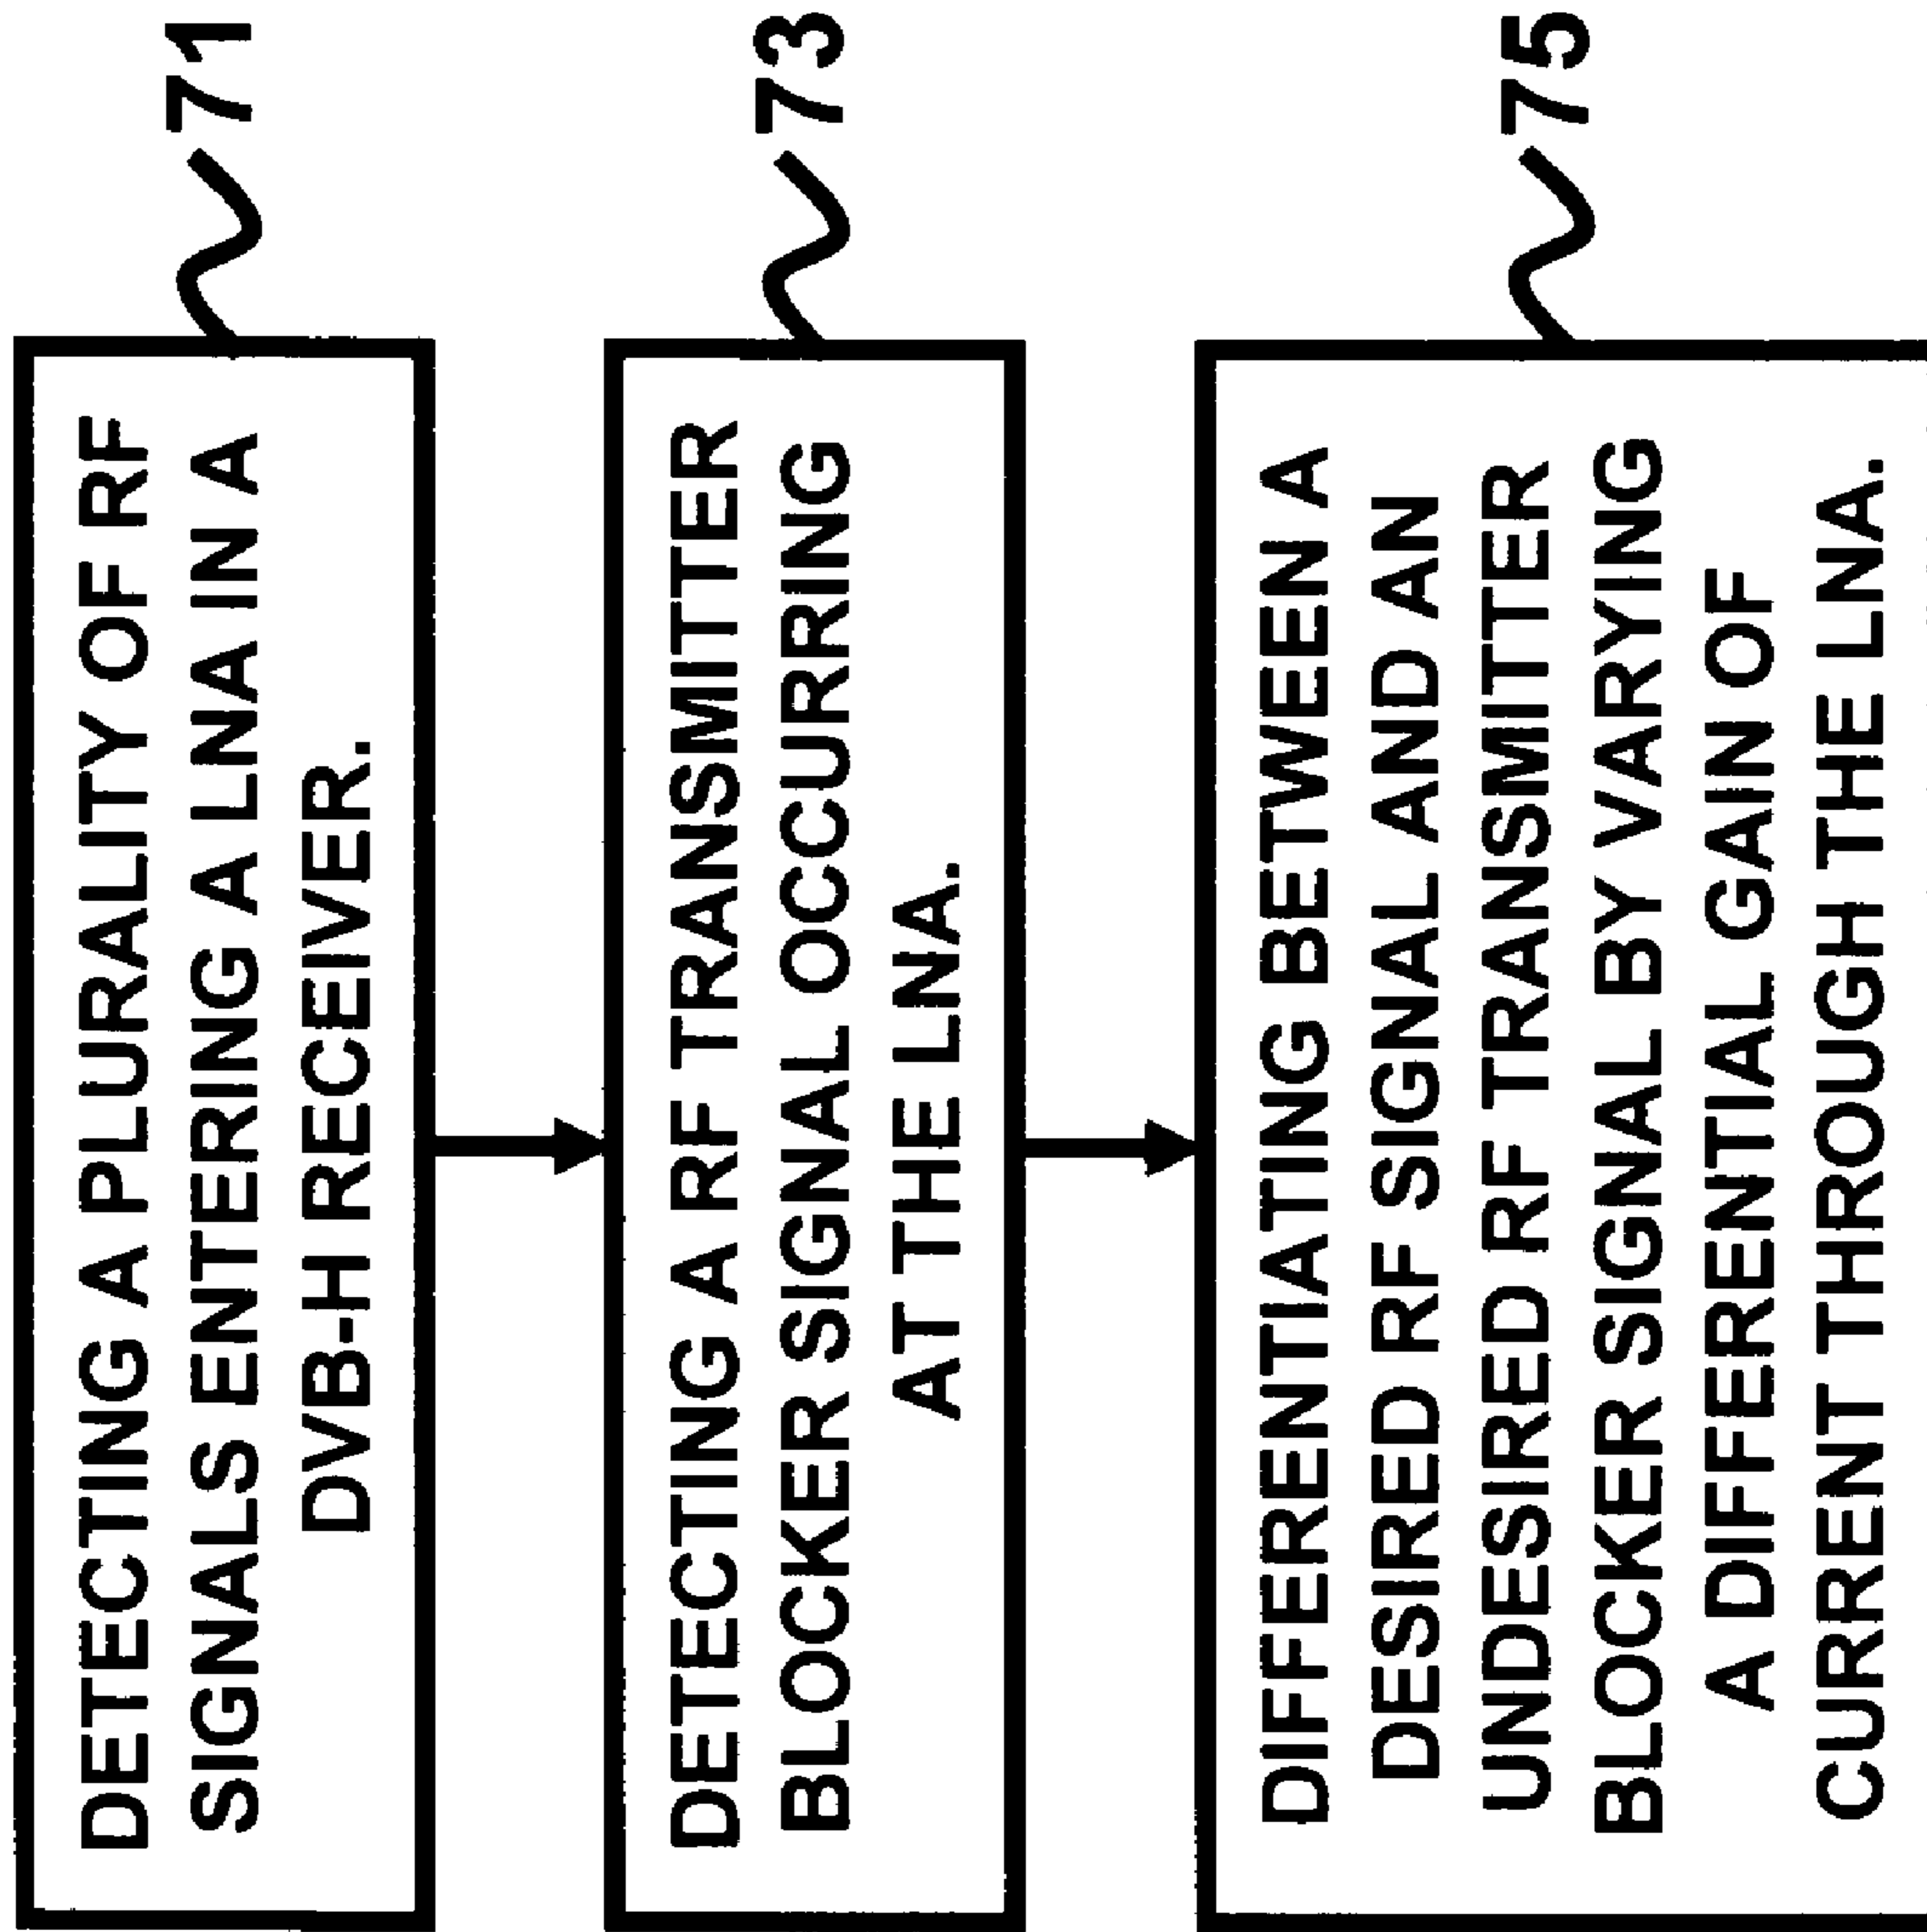 DETECTING A PLURALITY OF RF
SIGNALS ENTERING A LNA IN A
DVB-H RECEIVER.
71
DETECTING A RF TRANSMITTER
BLOCKER SIGNAL OCCURRING
AT THE LNA.
73
DIFFERENTIATING BETWEEN A
DESIRED RF SIGNAL AND AN
UNDESIRED RF TRANSMITTER
BLOCKER SIGNAL BY VARYING
A DIFFERENTIAL GAIN OF
CURRENT THROUGH THE LNA.
75